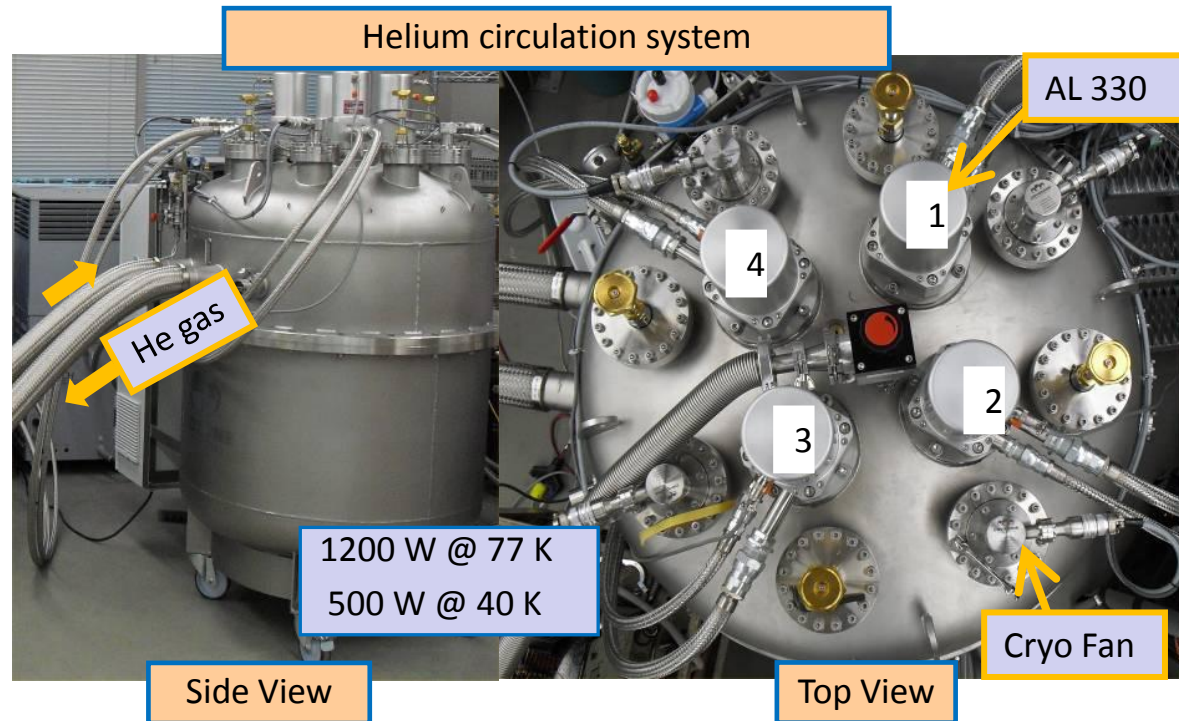 Helium circulation system
AL 330
1
4
He gas
2
3
1200 W @ 77 K
500 W @ 40 K
Cryo Fan
Side View
Top View